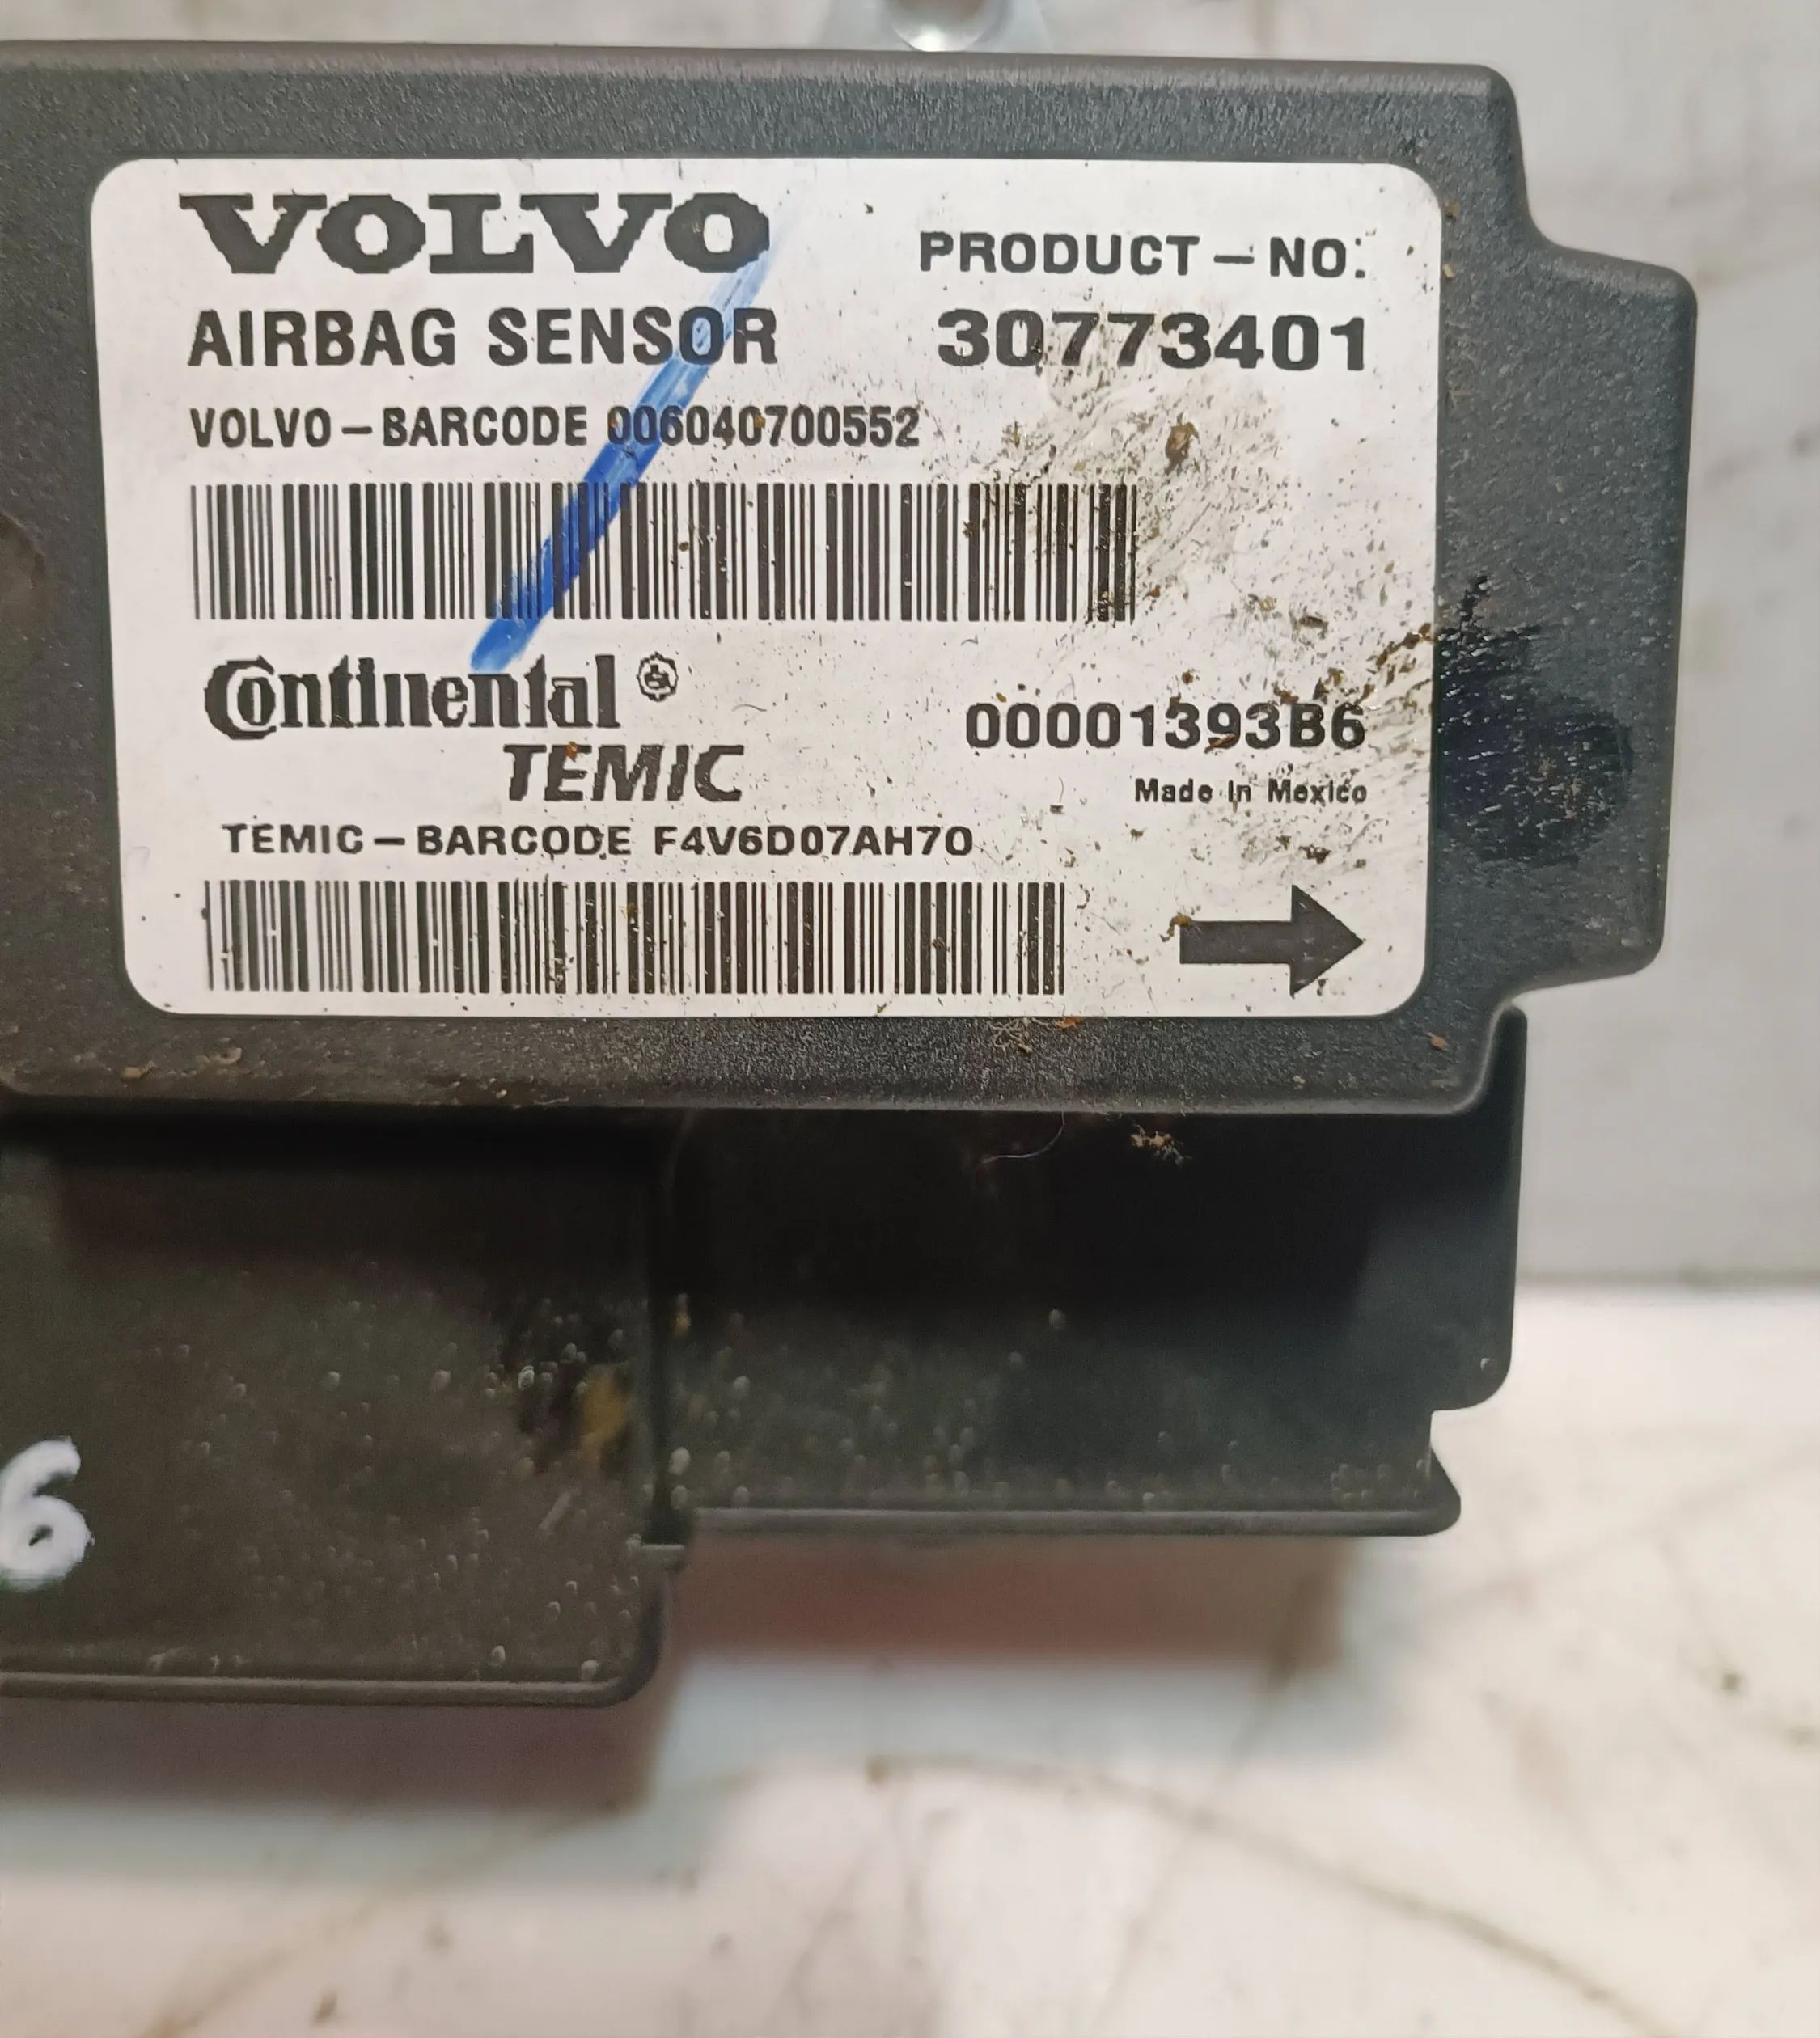 VOLVO
PRODUCT-NO:
AIRBAG SENSOR
30773401
VOLVO-BARCODE 006040700552
Continental
TEMIC
00001393B6
Made In Mexico
TEMIC-BARCODE F4V6D07AH70
6